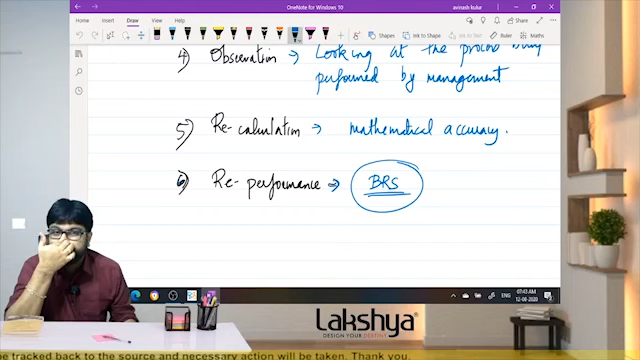 OneNote for Windows 10
avinash kular
Home Insert Draw View
Shapes Ink to Shape Ink to Text Ruler Maths
4) Observation → Looking at the process being
performed by management
5) Re-calculation → mathematical accuracy.
6) Re-performance → BRS
ENG 07:43 AM
12-08-2020
Lakshya
DESIGN YOUR DESTINY
be tracked back to the source and necessary action will be taken. Thank you.